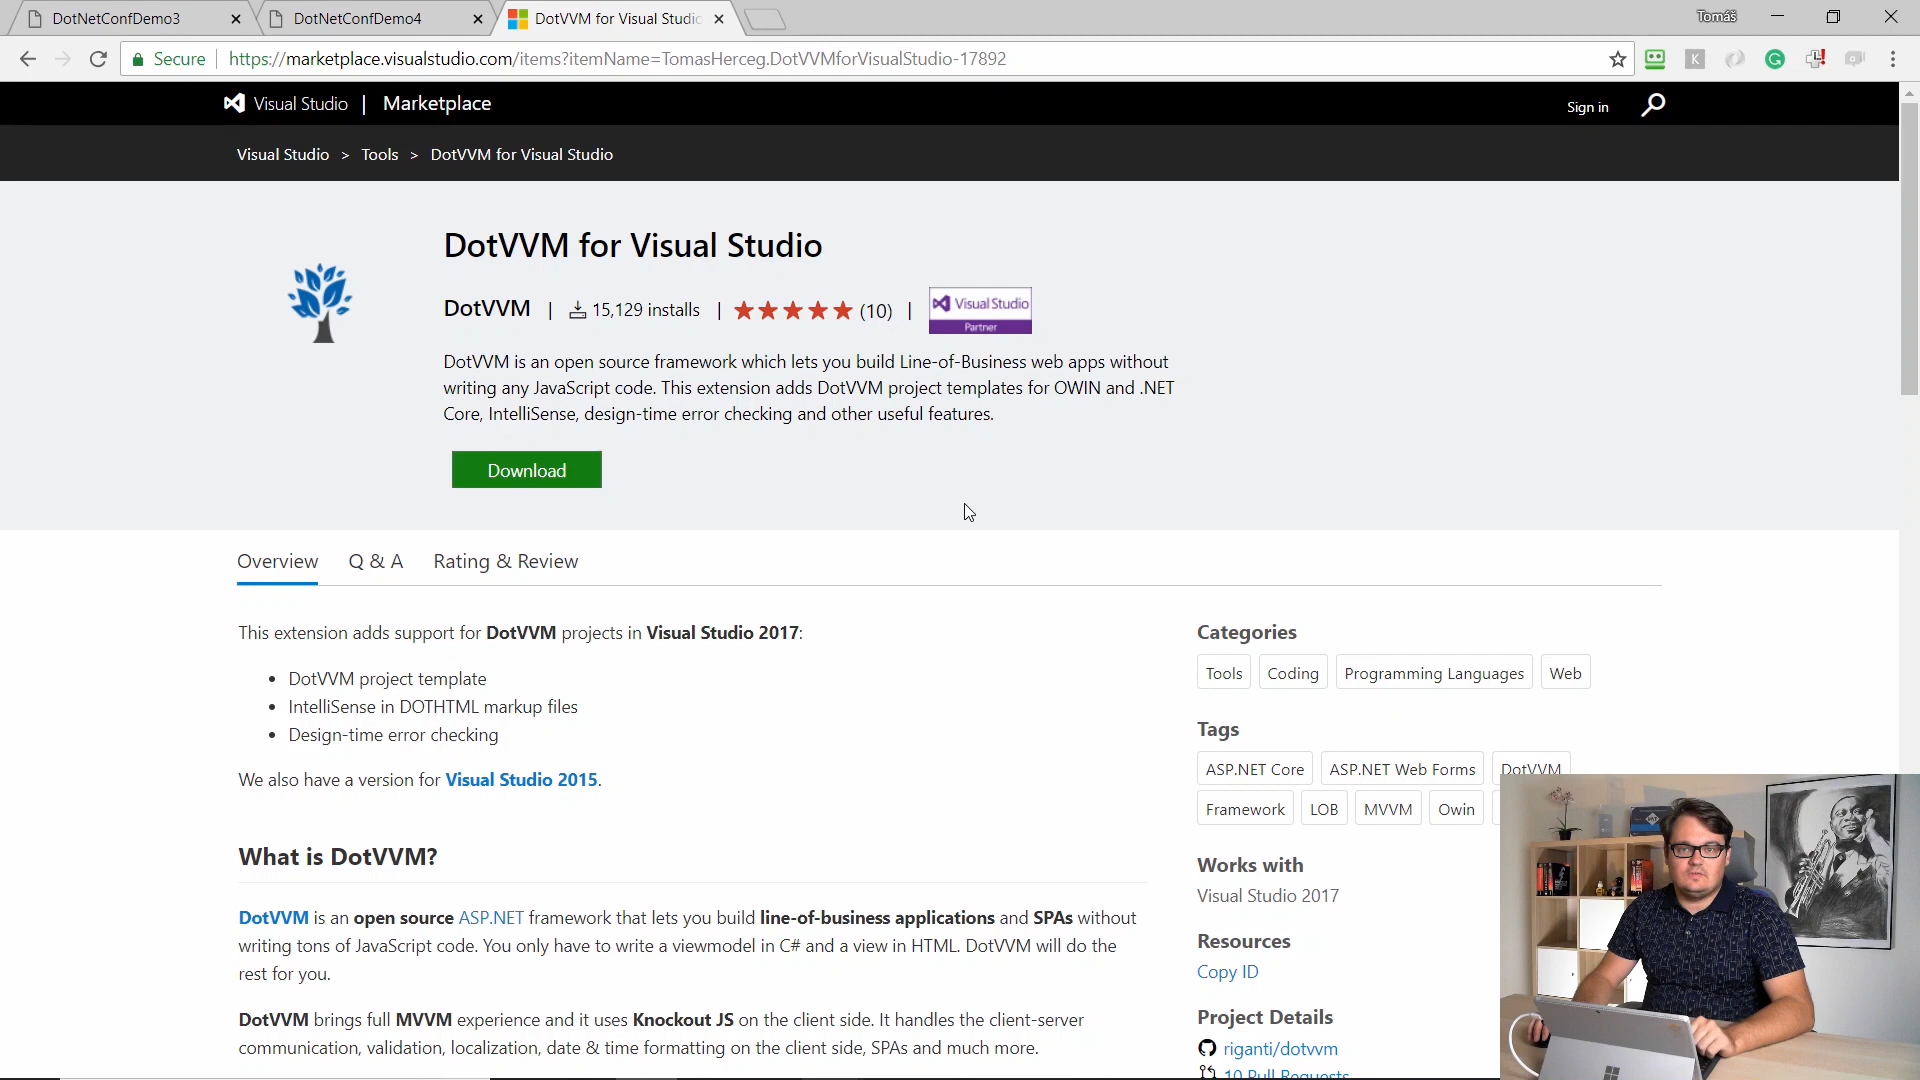 DotNetConfDemo3
DotNetConfDemo4
DotVVM for Visual Studio
Tomáš
Secure
https://marketplace.visualstudio.com/items?itemName=TomasHerceg.DotVVMforVisualStudio-17892
Visual Studio | Marketplace
Sign in
Visual Studio > Tools > DotVVM for Visual Studio
DotVVM for Visual Studio
DotVVM | 15,129 installs | (10) |
Visual Studio
Partner
DotVVM is an open source framework which lets you build Line-of-Business web apps without
writing any JavaScript code. This extension adds DotVVM project templates for OWIN and .NET
Core, IntelliSense, design-time error checking and other useful features.
Download
Overview
Q & A
Rating & Review
This extension adds support for DotVVM projects in Visual Studio 2017:
• DotVVM project template
• IntelliSense in DOTHTML markup files
• Design-time error checking
We also have a version for Visual Studio 2015.
What is DotVVM?
DotVVM is an open source ASP.NET framework that lets you build line-of-business applications and SPAs without
writing tons of JavaScript code. You only have to write a viewmodel in C# and a view in HTML. DotVVM will do the
rest for you.
DotVVM brings full MVVM experience and it uses Knockout JS on the client side. It handles the client-server
communication, validation, localization, date & time formatting on the client side, SPAs and much more.
Categories
Tools
Coding
Programming Languages
Web
Tags
ASP.NET Core
ASP.NET Web Forms
DotVVM
Framework
LOB
MVVM
Owin
Works with
Visual Studio 2017
Resources
Copy ID
Project Details
riganti/dotvvm
10 Pull Requests